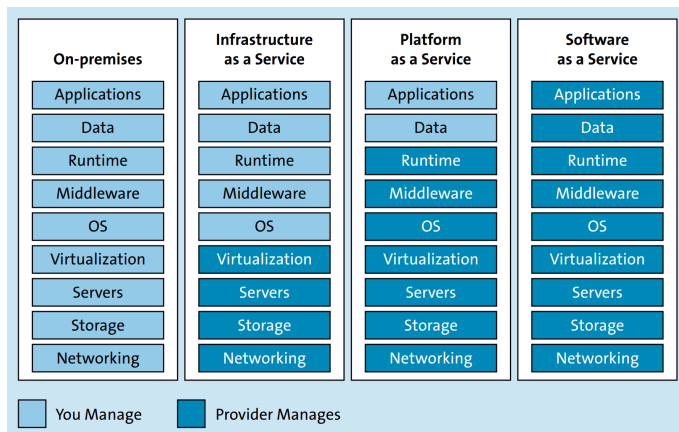 On-premises
Applications
Data
Runtime
Middleware
OS
Virtualization
Servers
Storage
Networking
Infrastructure
as a Service
Applications
Data
Runtime
Middleware
OS
Virtualization
Servers
Storage
Networking
Platform
as a Service
Applications
Data
Runtime
Middleware
OS
Virtualization
Servers
Storage
Networking
Software
as a Service
Applications
Data
Runtime
Middleware
OS
Virtualization
Servers
Storage
Networking
You Manage
Provider Manages